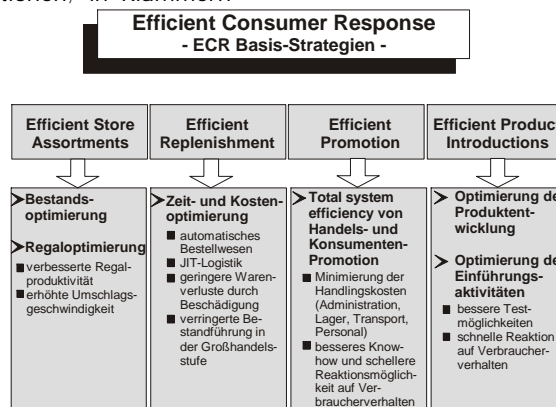 Efficient Consumer Response
- ECR Basis-Strategien -
Efficient Store
Assortments
Bestands-
optimierung
Regaloptimierung
verbesserte Regal-
produktivität
erhöhte Umschlags-
geschwindigkeit
Efficient
Replenishment
Zeit- und Kosten-
optimierung
automatisches
Bestellwesen
JIT-Logistik
geringere Waren-
verluste durch
Beschädigung
verringerte Be-
standführung in
der Großhandels-
stufe
Efficient
Promotion
Total system
efficiency von
Handels- und
Konsumenten-
Promotion
Minimierung der
Handlingskosten
(Administration,
Lager, Transport,
Personal)
besseres Know-
how und schellere
Reaktionsmöglich-
keit auf Ver-
braucherverhalten
Efficient Produc
Introductions
Optimierung de
Produktent-
wicklung
Optimierung de
Einführungs-
aktivitäten
bessere Test-
möglichkeiten
schnelle Reaktion
auf Verbraucher-
verhalten